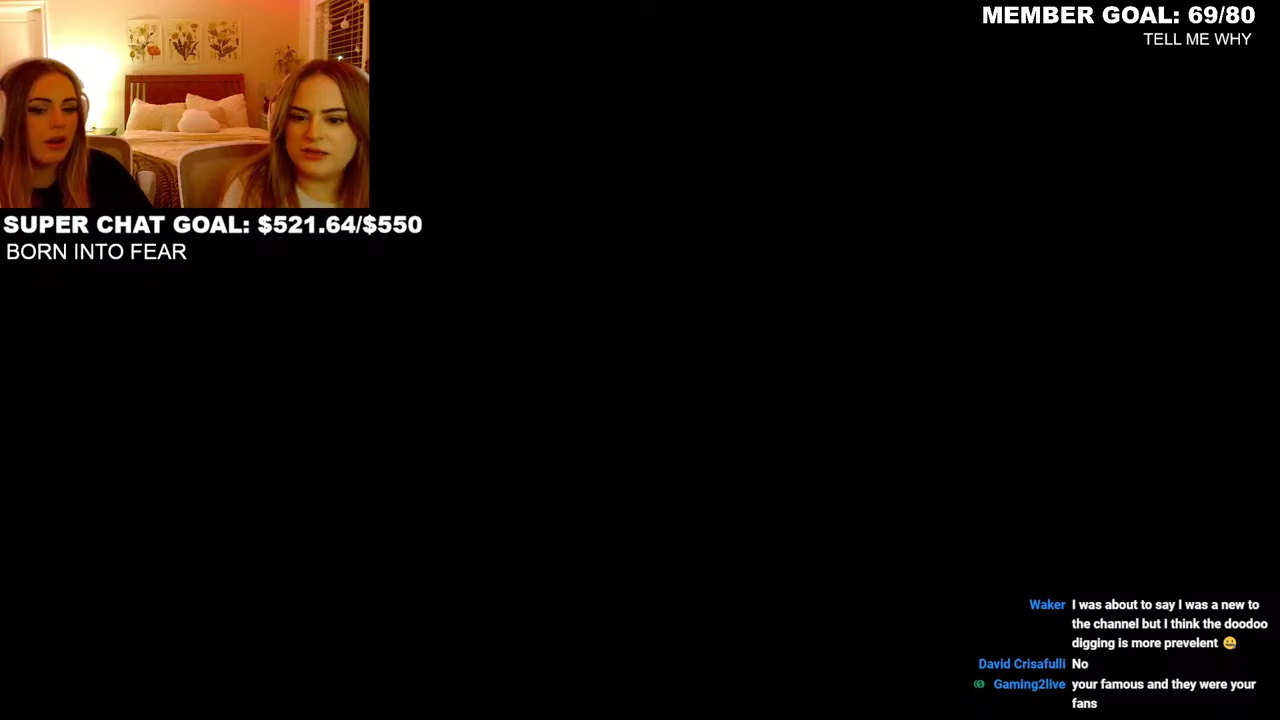 MEMBER GOAL: 69/80
TELL ME WHY
SUPER CHAT GOAL: $521.64/$550
BORN INTO FEAR
Waker I was about to say I was a new to
the channel but I think the doodoo
digging is more prevelent
David Crisafulli No
Gaming2live your famous and they were your
fans